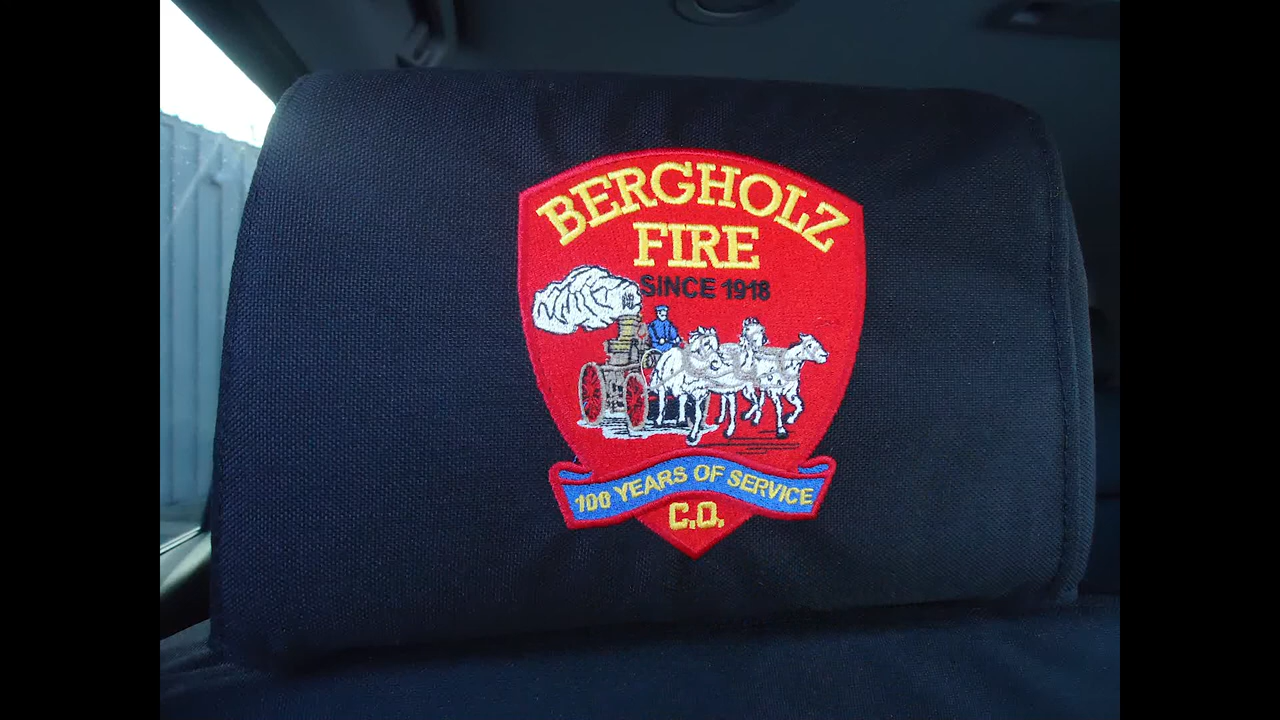 BERGHOLZ
FIRE
SINCE 1918
100 YEARS OF SERVICE
C.O.